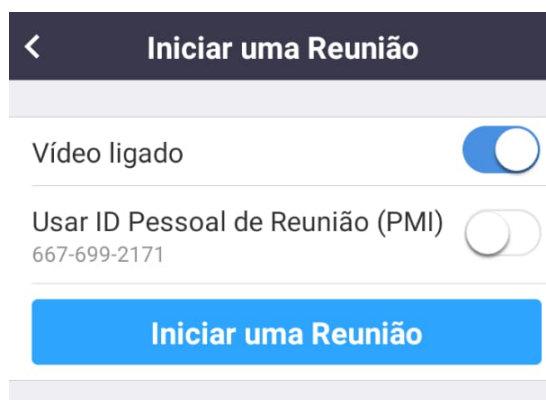 Iniciar uma Reunião
Vídeo ligado
Usar ID Pessoal de Reunião (PMI)
667-699-2171
Iniciar uma Reunião